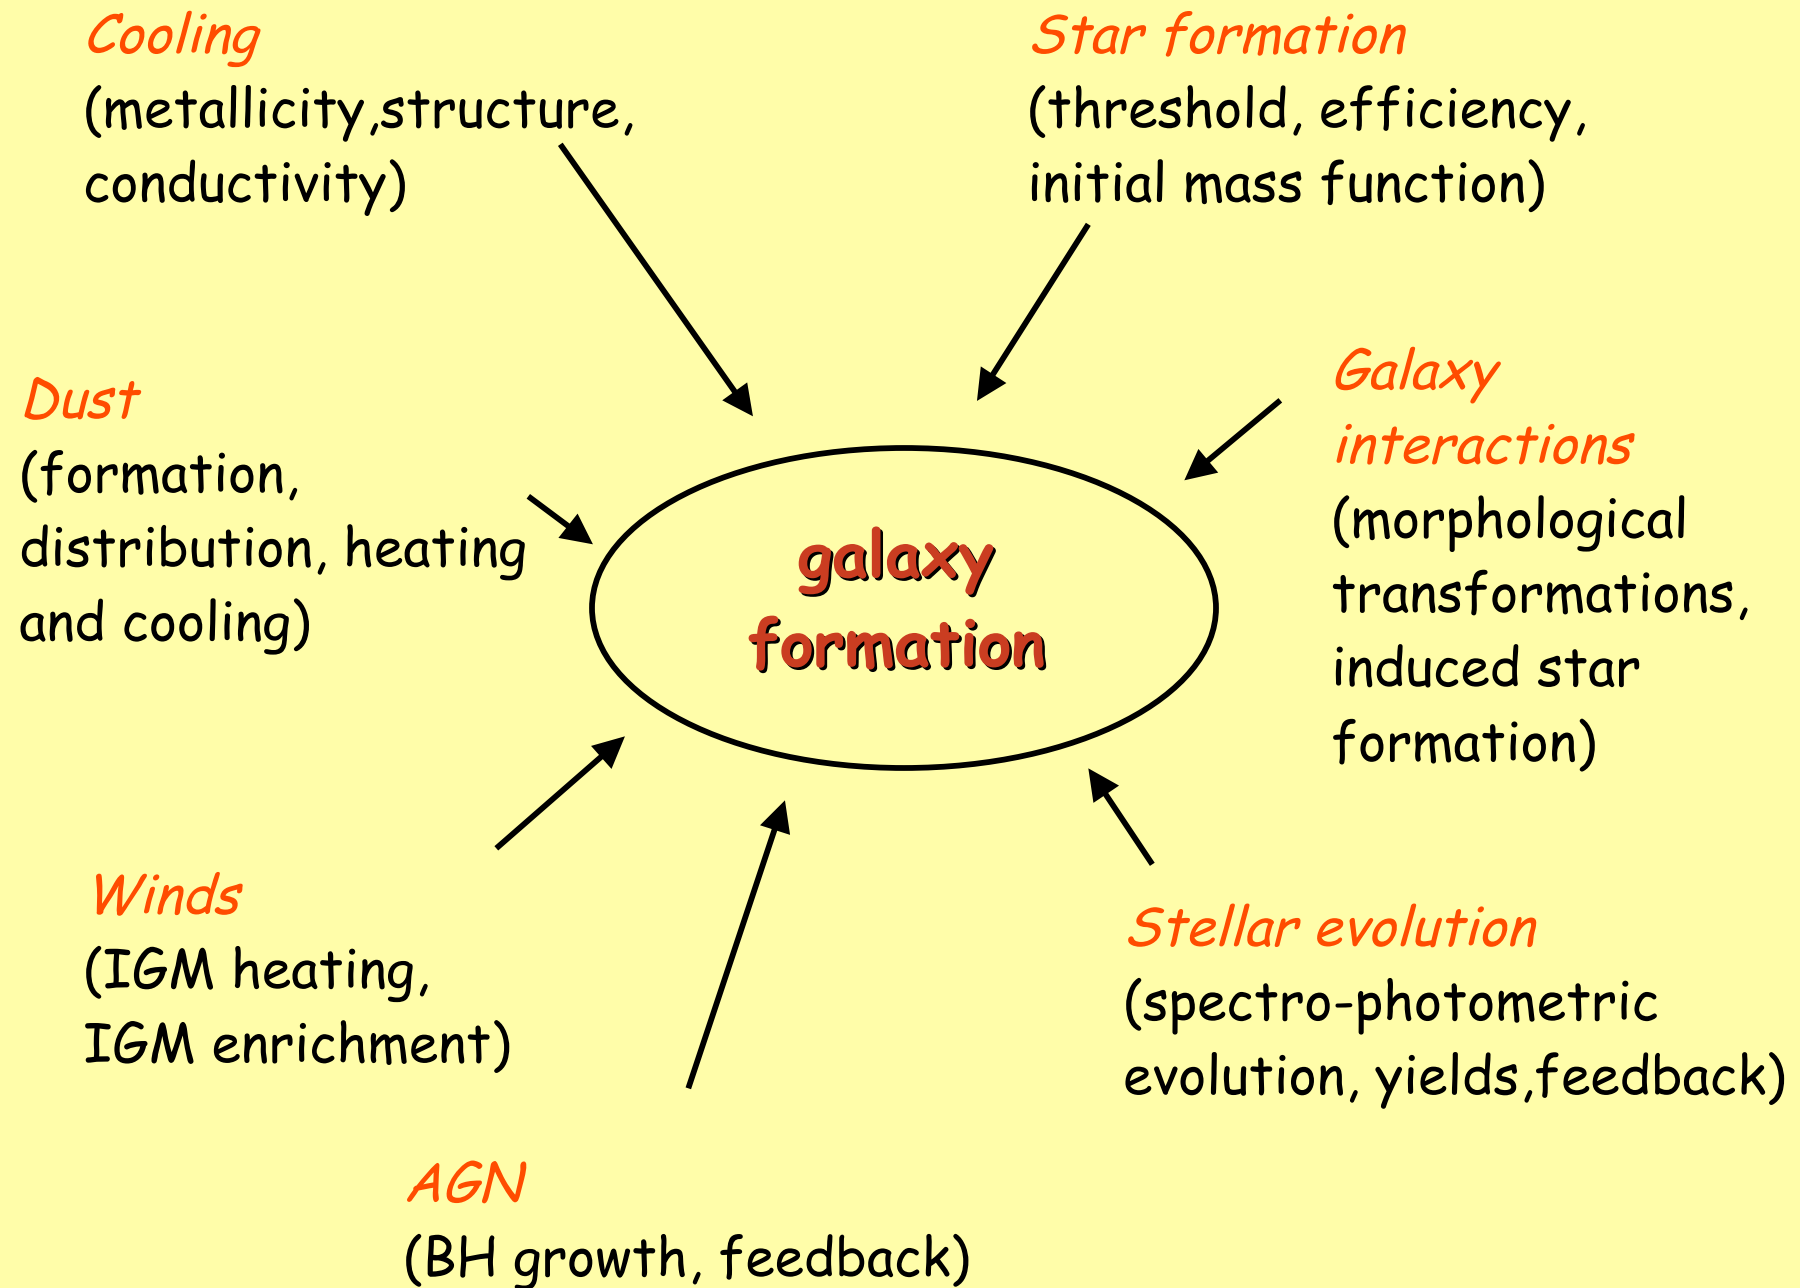 Cooling
(metallicity,structure,
conductivity)
Star formation
(threshold, efficiency,
initial mass function)
Dust
(formation,
distribution, heating
and cooling)
galaxy
formation
Galaxy
interactions
(morphological
transformations,
induced star
formation)
Winds
(IGM heating,
IGM enrichment)
Stellar evolution
(spectro-photometric
evolution, yields,feedback)
AGN
(BH growth, feedback)